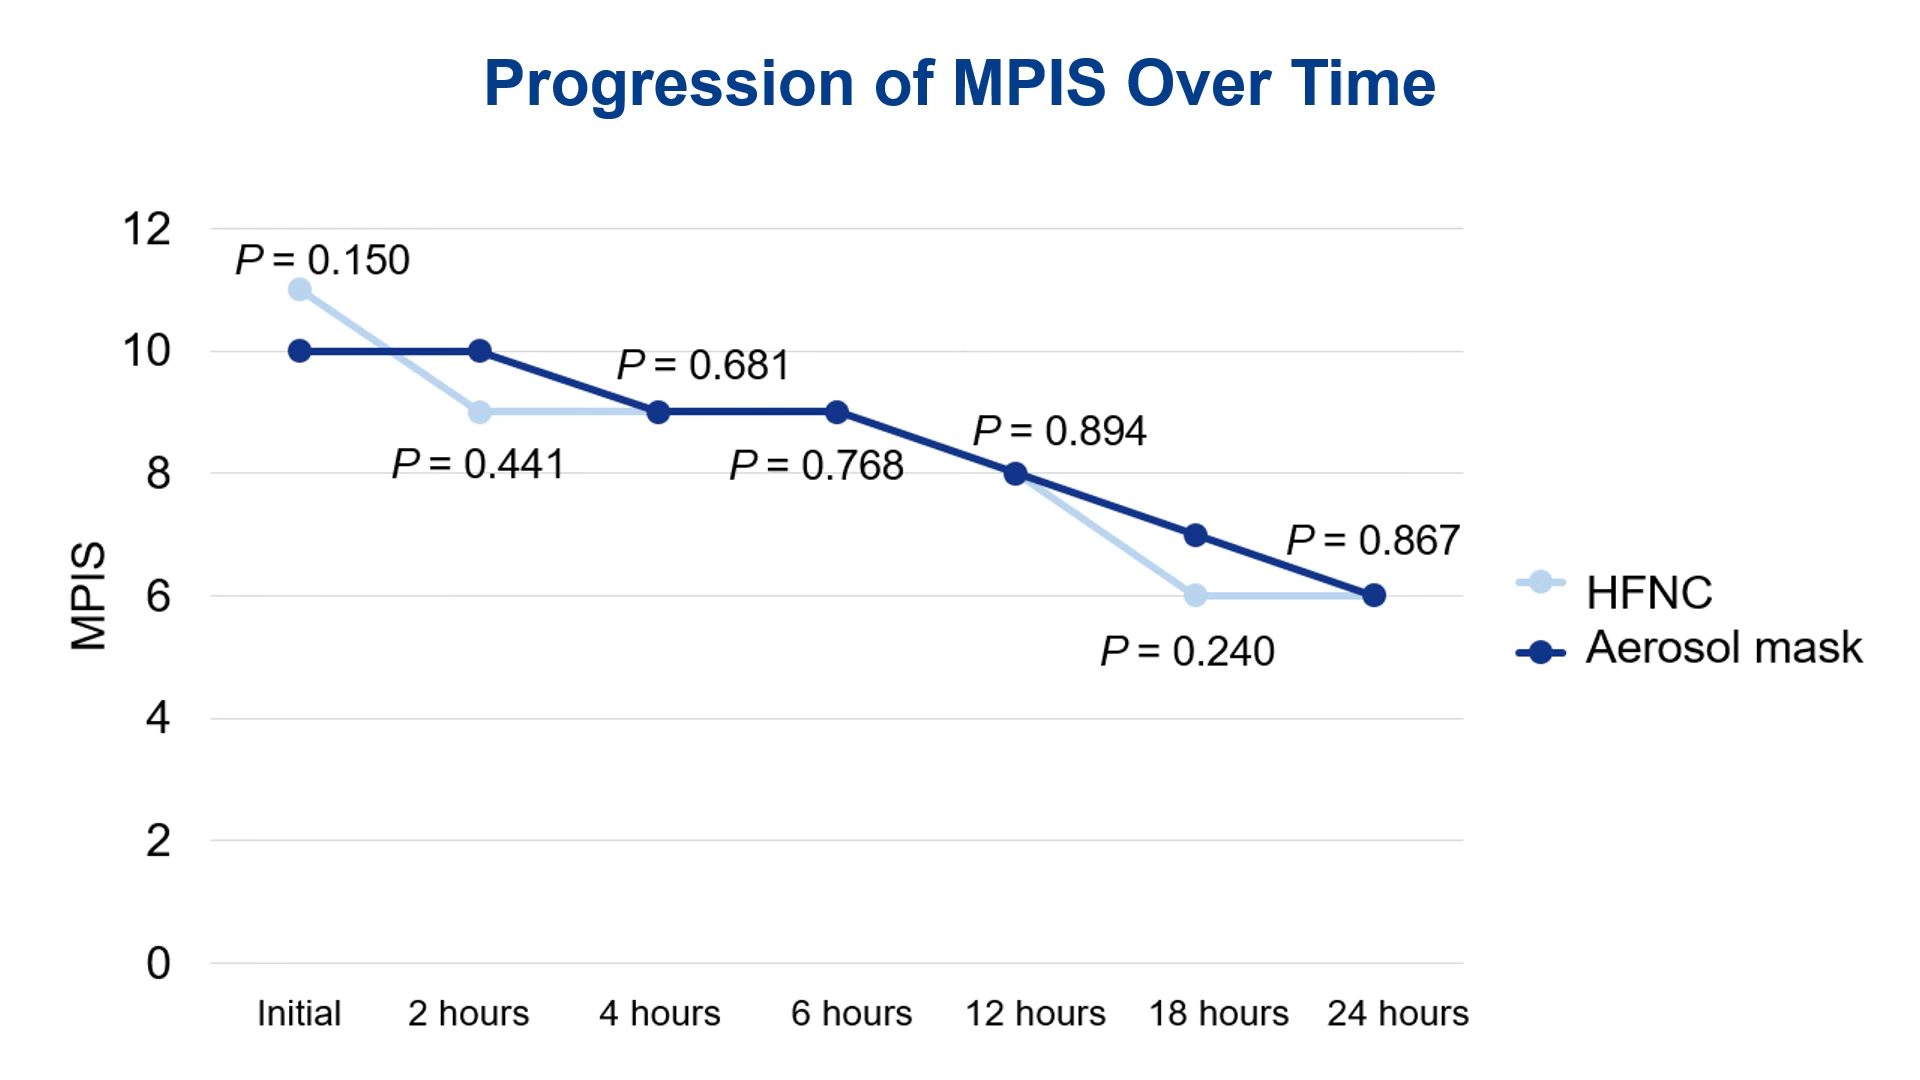 Progression of MPIS Over Time
12
P = 0.150
10
P = 0.681
P = 0.894
8
P = 0.441
P = 0.768
P = 0.867
MPIS
6
HFNC
Aerosol mask
P = 0.240
4
2
0
Initial
2 hours
4 hours
6 hours
12 hours
18 hours
24 hours